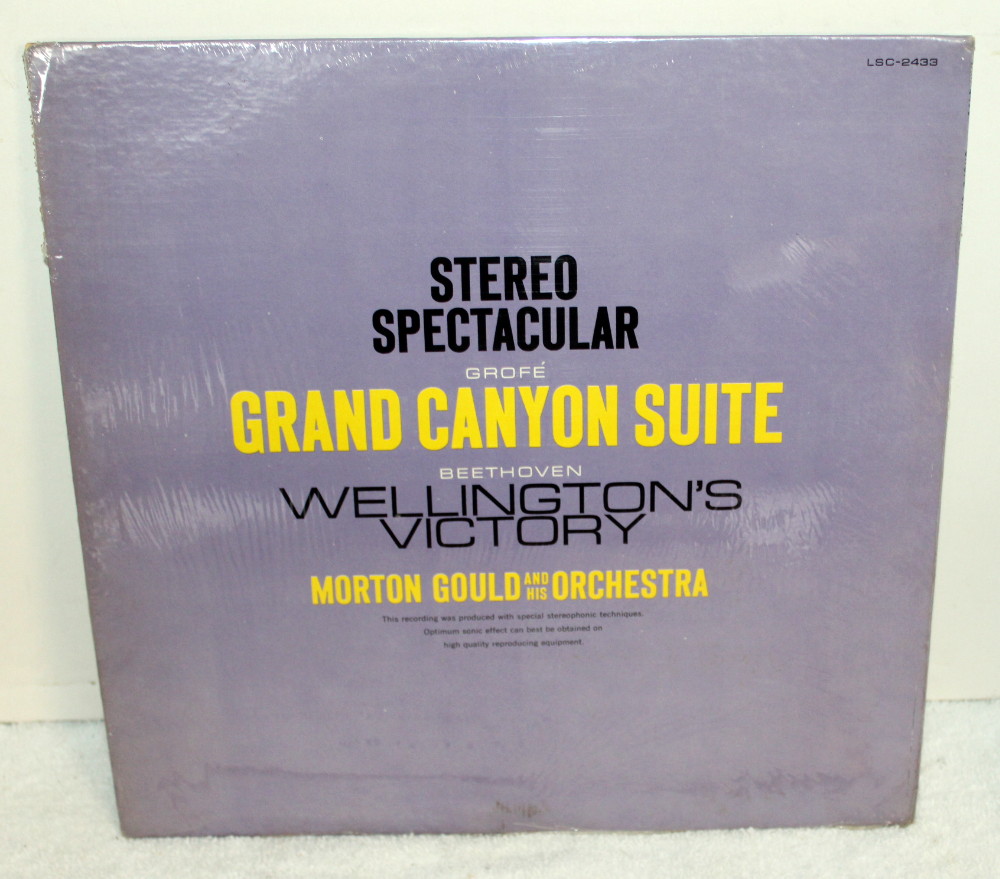 LSC-2433
STEREO
SPECTACULAR
GROFÉ
GRAND CANYON SUITE
BEETHOVEN
WELLINGTON'S
VICTORY
MORTON GOULD AND HIS ORCHESTRA
This recording was produced with special stereophonic techniques.
Optimum sonic effect can best be obtained on
high quality reproducing equipment.